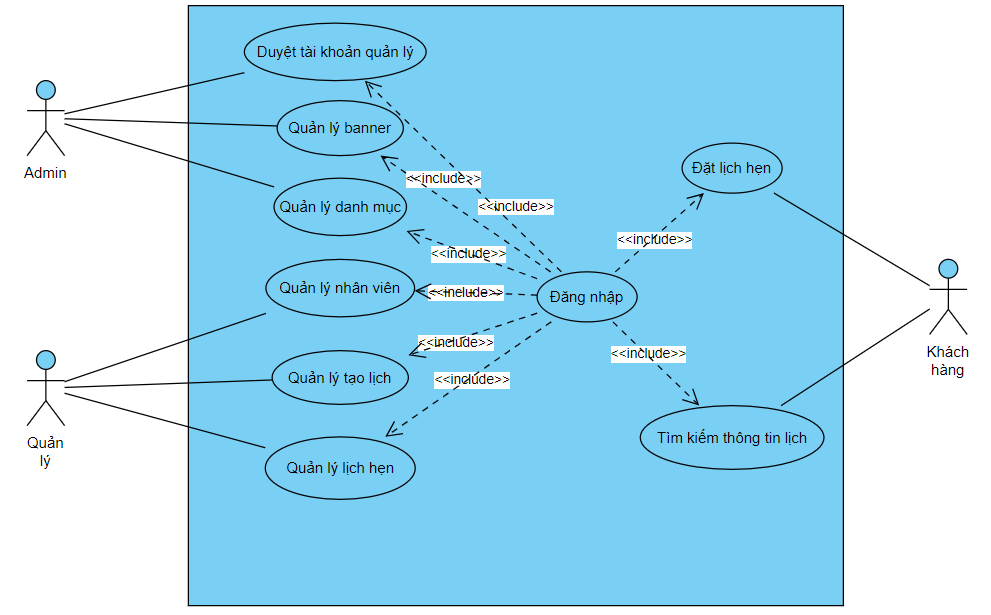 Duyệt tài khoản quản lý
Quản lý banner
Admin
Đặt lịch hẹn
<<include>>
<<include>>
Quản lý danh mục
<<include>>
<<include>>
Quản lý nhân viên
<<include>>
Đăng nhập
<<include>>
<<include>>
Khách
hàng
Quản lý tạo lịch
<<include>>
Quản
lý
Tìm kiếm thông tin lịch
Quản lý lịch hẹn